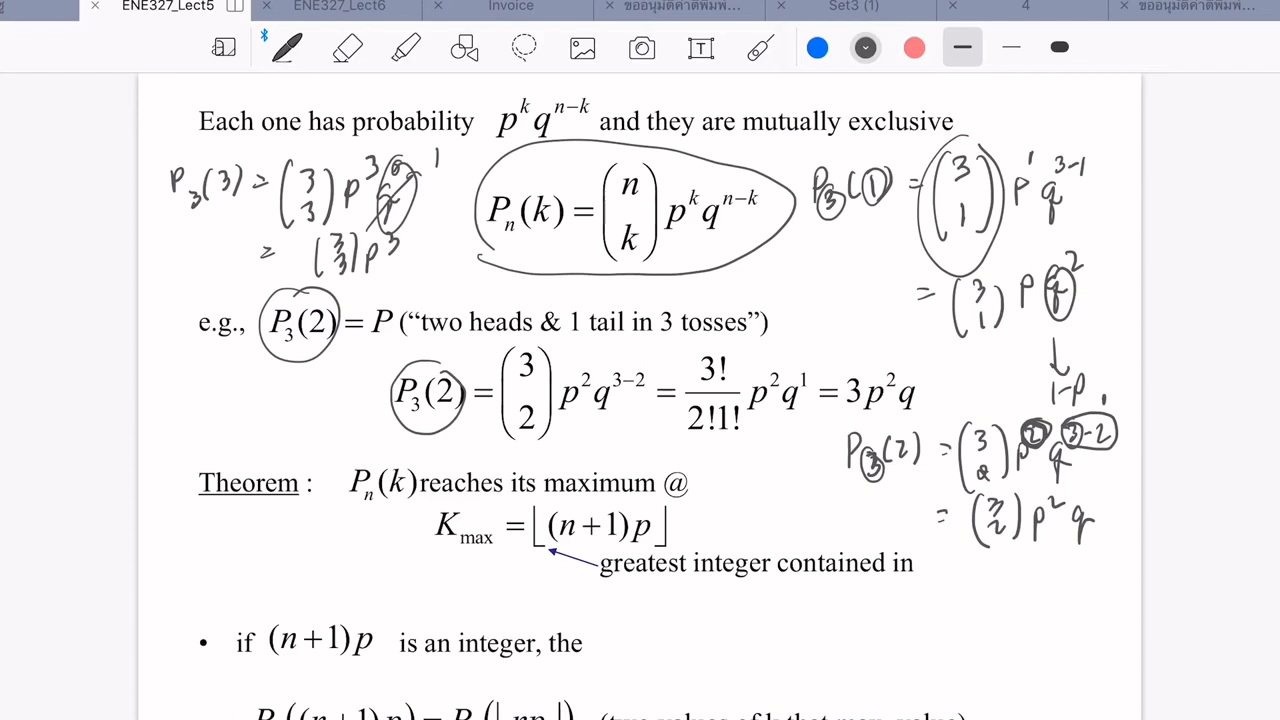 ENE327_Lect5 ENE327_Lect6 Invoice ขออนุมัติค่าตีพิมพ์... Set3 (1) 4 ขออนุมัติค่าตีพิมพ์...
Each one has probability p^k q^{n−k} and they are mutually exclusive
P_3(3) = (3 3) p^3 q^0 1
= (3 3) p^3
P_n(k) = (n k) p^k q^{n−k}
P_3(1) = (3 1) p^1 q^{3-1}
= (3 1) p q^2
1-p
e.g., P_3(2) = P (“two heads & 1 tail in 3 tosses”)
P_3(2) = (3 2) p^2 q^{3−2} = 3!/2!1! p^2 q^1 = 3p^2 q
P_3(2) = (3 2) p^2 q^{3-2}
= (3 2) p^2 q
Theorem : P_n(k) reaches its maximum @
K_max = ⌊(n+1)p⌋
greatest integer contained in
• if (n+1)p is an integer, the